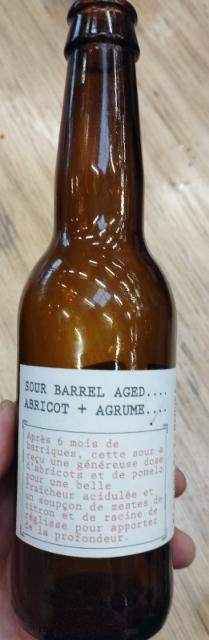 SOUR BARREL AGED....
ABRICOT + AGRUME....
Après 6 mois de
barriques, cette sour a
reçu une généreuse dose
d'abricots et de pomelo
pour une belle
fraîcheur acidulée et
un soupçon de zestes de
citron et de racine de
réglisse pour apporter
de la profondeur.